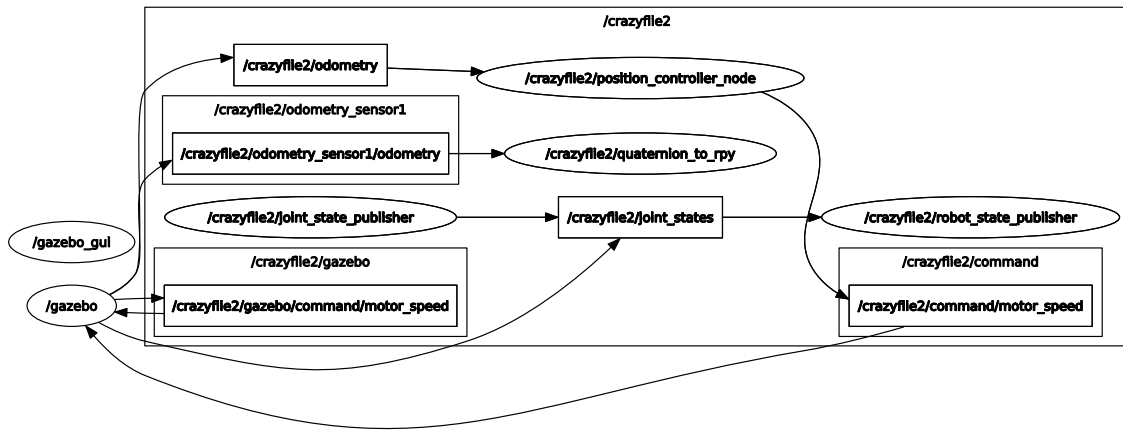 /crazyflie2
/crazyflie2/odometry
/crazyflie2/position_controller_node
/crazyflie2/odometry_sensor1
/crazyflie2/odometry_sensor1/odometry
/crazyflie2/quaternion_to_rpy
/crazyflie2/joint_state_publisher
/crazyflie2/joint_states
/crazyflie2/robot_state_publisher
/gazebo_gui
/crazyflie2/gazebo
/crazyflie2/command
/gazebo
/crazyflie2/gazebo/command/motor_speed
/crazyflie2/command/motor_speed